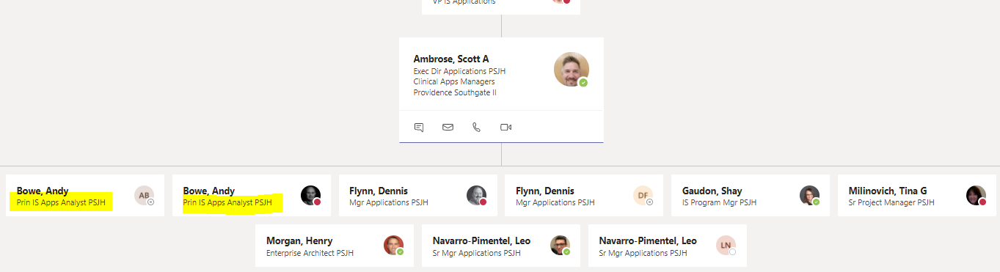 VP IS Applications
Ambrose, Scott A
Exec Dir Applications PSJH
Clinical Apps Managers
Providence Southgate II
Bowe, Andy
Prin IS Apps Analyst PSJH
AB
Bowe, Andy
Prin IS Apps Analyst PSJH
Flynn, Dennis
Mgr Applications PSJH
Flynn, Dennis
Mgr Applications PSJH
DF
Gaudon, Shay
IS Program Mgr PSJH
Milinovich, Tina G
Sr Project Manager PSJH
Morgan, Henry
Enterprise Architect PSJH
Navarro-Pimentel, Leo
Sr Mgr Applications PSJH
Navarro-Pimentel, Leo
Sr Mgr Applications PSJH
LN